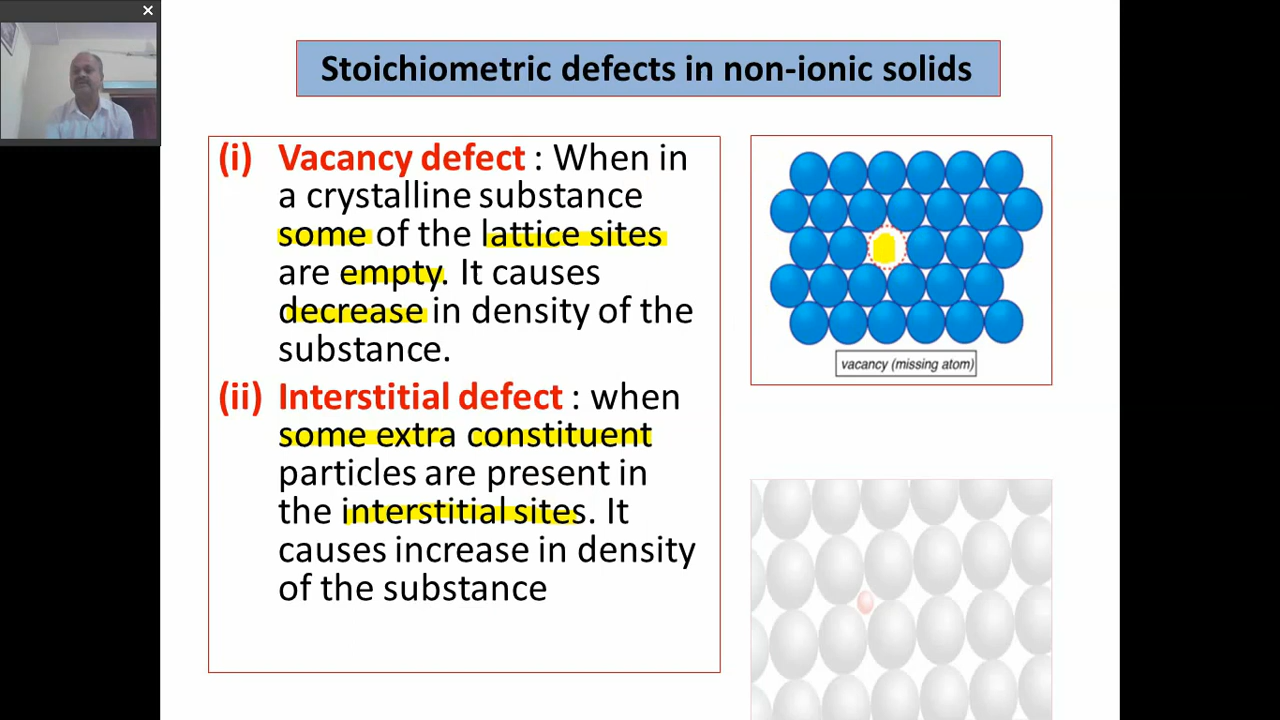 Stoichiometric defects in non-ionic solids
(i) Vacancy defect : When in
a crystalline substance
some of the lattice sites
are empty. It causes
decrease in density of the
substance.
(ii) Interstitial defect : when
some extra constituent
particles are present in
the interstitial sites. It
causes increase in density
of the substance
vacancy (missing atom)